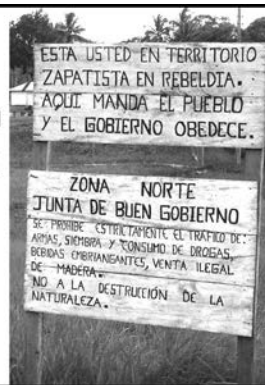 ESTA USTED EN TERRITORIO
ZAPATISTA EN REBELDIA.
AQUI MANDA EL PUEBLO
Y EL GOBIERNO OBEDECE.
ZONA NORTE
JUNTA DE BUEN GOBIERNO
SE PROHIBE ESTRICTAMENTE EL TRAFICO DE:
ARMAS, SIEMBRA Y CONSUMO DE DROGAS,
BEBIDAS EMBRIAGANTES, VENTA ILEGAL
DE MADERA.
NO A LA DESTRUCCIÓN DE LA
NATURALEZA.